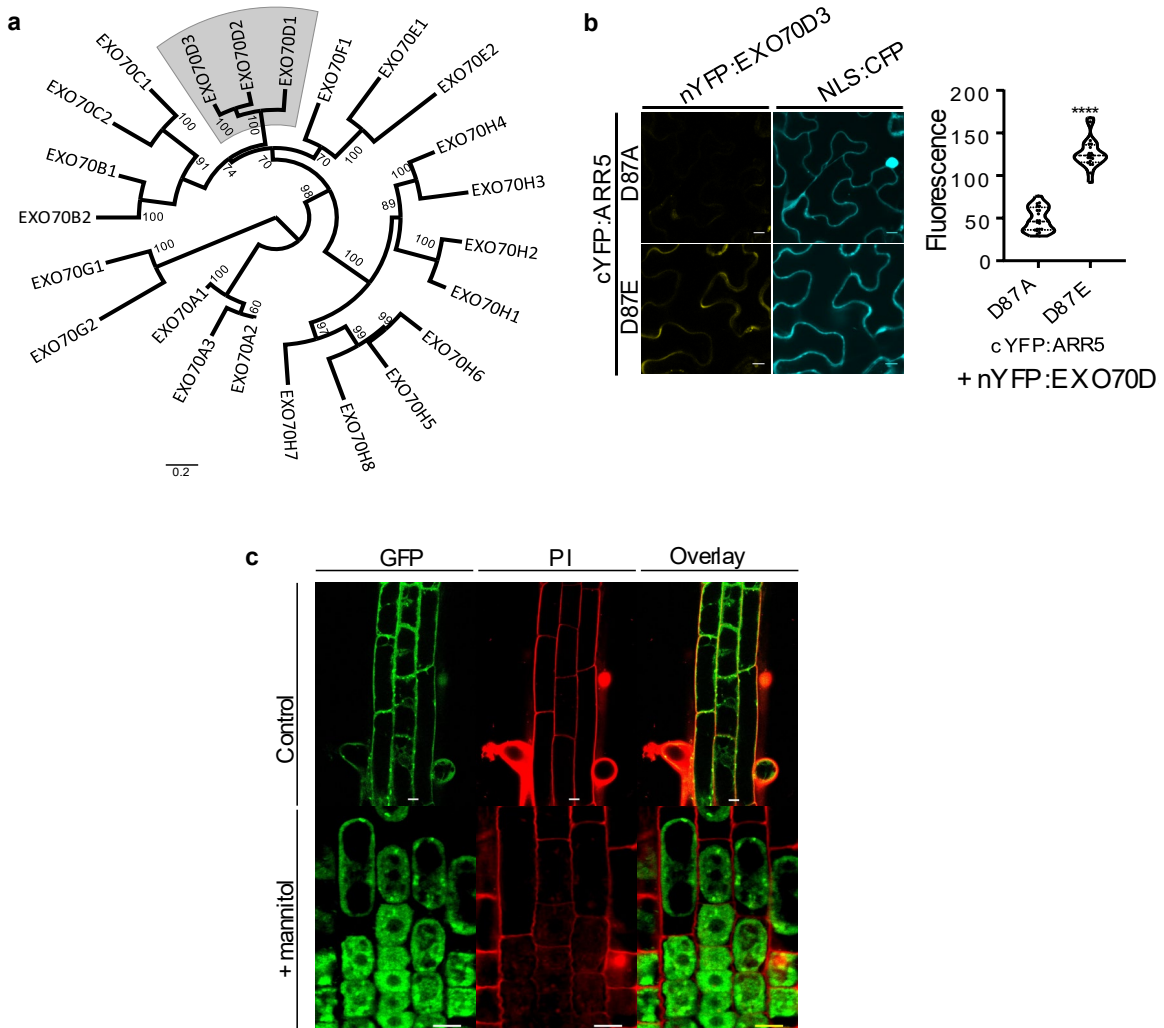 a
EXO70C1
EXO70D3
EXO70D2
EXO70D1
EXO70F1
EXO70E1
EXO70E2
EXO70C2
EXO70H4
EXO70B1
EXO70H3
EXO70B2
EXO70H2
EXO70G1
EXO70H1
EXO70G2
EXO70A1
EXO70A3
EXO70A2
EXO70H6
EXO70H5
EXO70H7
EXO70H8
100
100
100
91
74
70
70
100
100
98
89
100
100
100
100
100
60
97
99
0.2
b
nYFP:EXO70D3
NLS:CFP
cYFP:ARR5
D87A
D87E
Fluorescence
200
150
100
50
0
****
D87A
D87E
cYFP:ARR5
+ nYFP:EXO70D
c
GFP
PI
Overlay
Control
+ mannitol